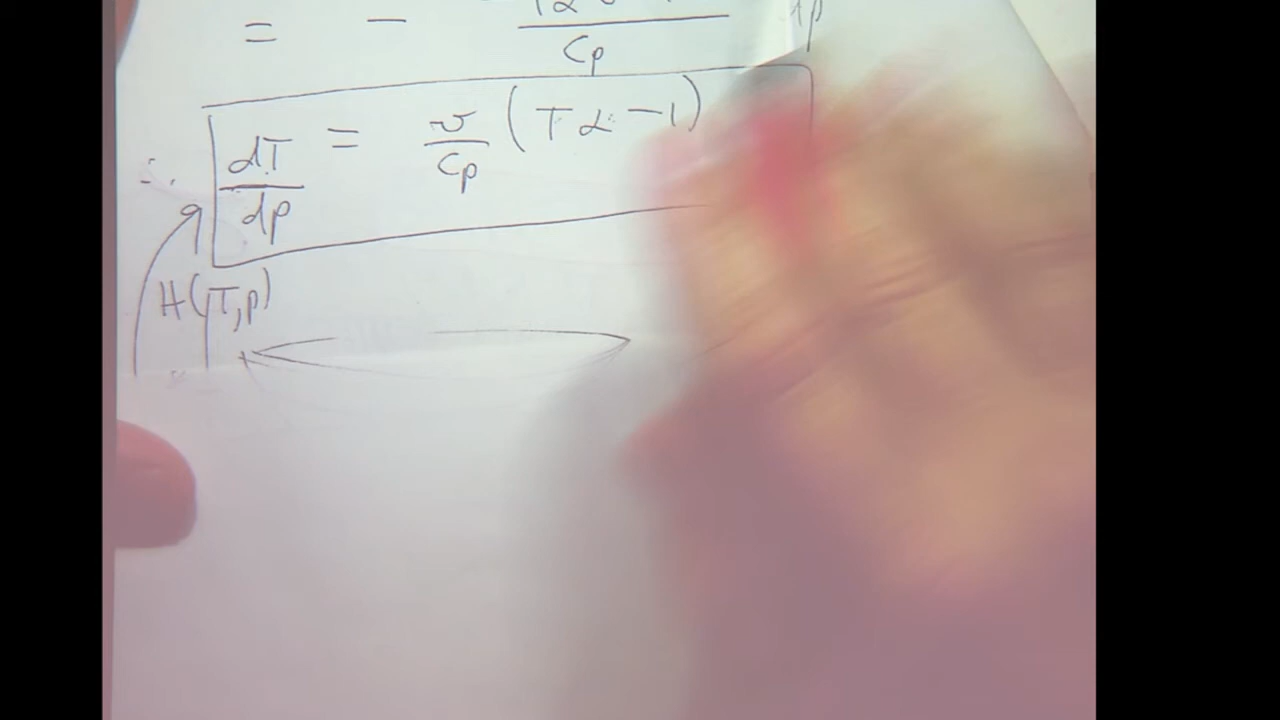 = - / Cp
∴ dT/dp = v/Cp (Tα - 1)
H(T,p)